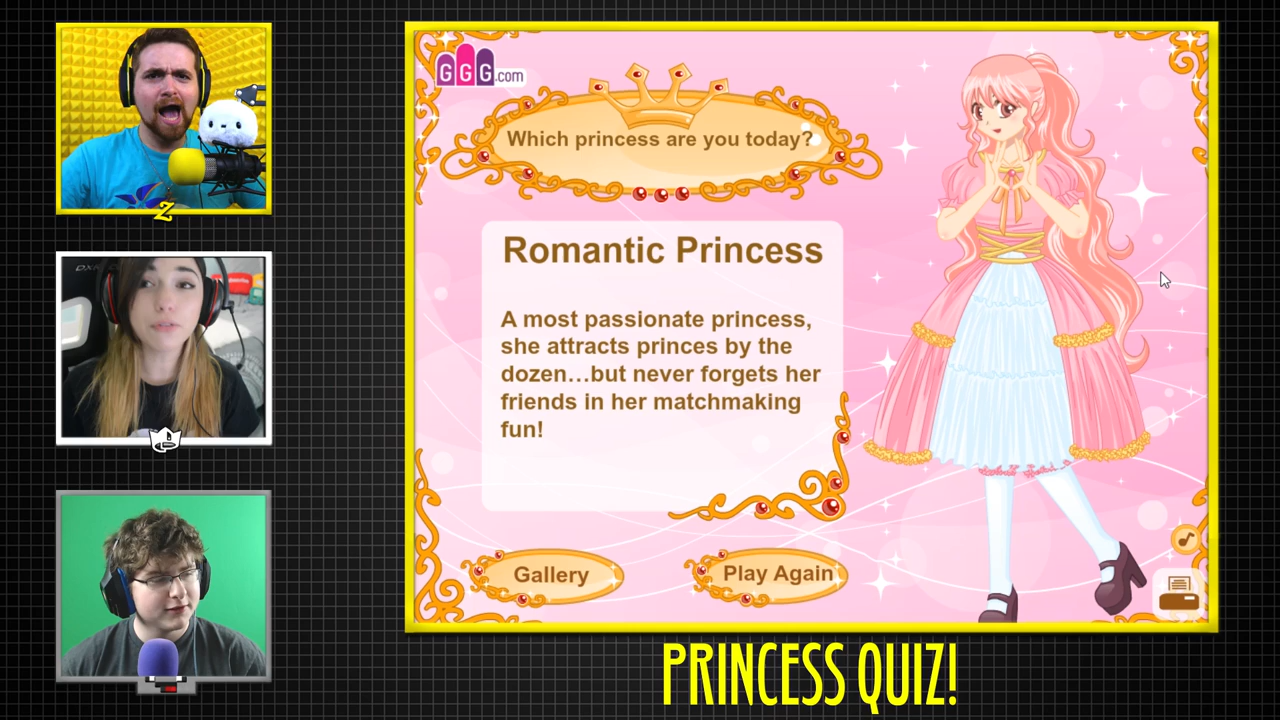 GGG.com
Which princess are you today?
Romantic Princess
A most passionate princess,
she attracts princes by the
dozen...but never forgets her
friends in her matchmaking
fun!
Gallery
Play Again
Z
PRINCESS QUIZ!